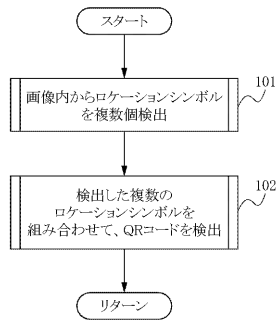 スタート
画像内からロケーションシンボル
を複数個検出
101
検出した複数の
ロケーションシンボルを
組み合わせて、QRコードを検出
102
リターン